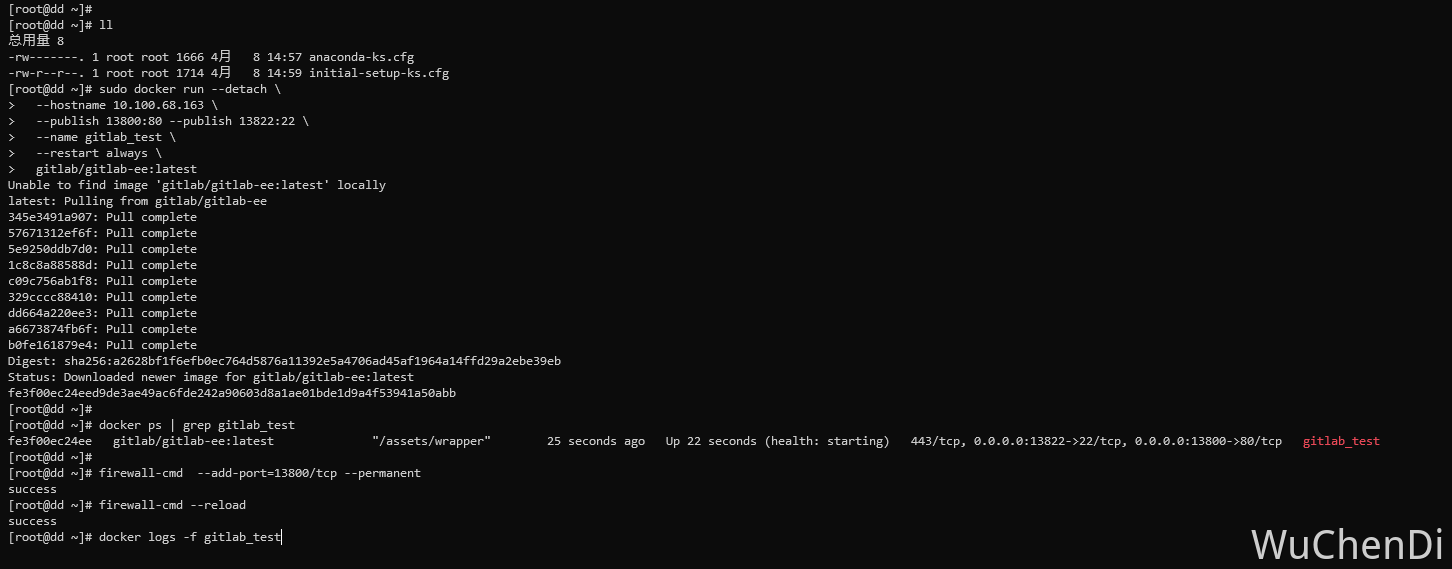 [root@dd ~]#
[root@dd ~]# ll
总用量 8
-rw-------. 1 root root 1666 4月   8 14:57 anaconda-ks.cfg
-rw-r--r--. 1 root root 1714 4月   8 14:59 initial-setup-ks.cfg
[root@dd ~]# sudo docker run --detach \
>   --hostname 10.100.68.163 \
>   --publish 13800:80 --publish 13822:22 \
>   --name gitlab_test \
>   --restart always \
>   gitlab/gitlab-ee:latest
Unable to find image 'gitlab/gitlab-ee:latest' locally
latest: Pulling from gitlab/gitlab-ee
345e3491a907: Pull complete
57671312ef6f: Pull complete
5e9250ddb7d0: Pull complete
1c8c8a88588d: Pull complete
c09c756ab1f8: Pull complete
329cccc88410: Pull complete
dd664a220ee3: Pull complete
a6673874fb6f: Pull complete
b0fe161879e4: Pull complete
Digest: sha256:a2628bf1f6efb0ec764d5876a11392e5a4706ad45af1964a14ffd29a2ebe39eb
Status: Downloaded newer image for gitlab/gitlab-ee:latest
fe3f00ec24eed9de3ae49ac6fde242a90603d8a1ae01bde1d9a4f53941a50abb
[root@dd ~]#
[root@dd ~]# docker ps | grep gitlab_test
fe3f00ec24ee   gitlab/gitlab-ee:latest              "/assets/wrapper"        25 seconds ago   Up 22 seconds (health: starting)   443/tcp, 0.0.0.0:13822->22/tcp, 0.0.0.0:13800->80/tcp   gitlab_test
[root@dd ~]#
[root@dd ~]# firewall-cmd  --add-port=13800/tcp --permanent
success
[root@dd ~]# firewall-cmd --reload
success
[root@dd ~]# docker logs -f gitlab_test
WuChenDi